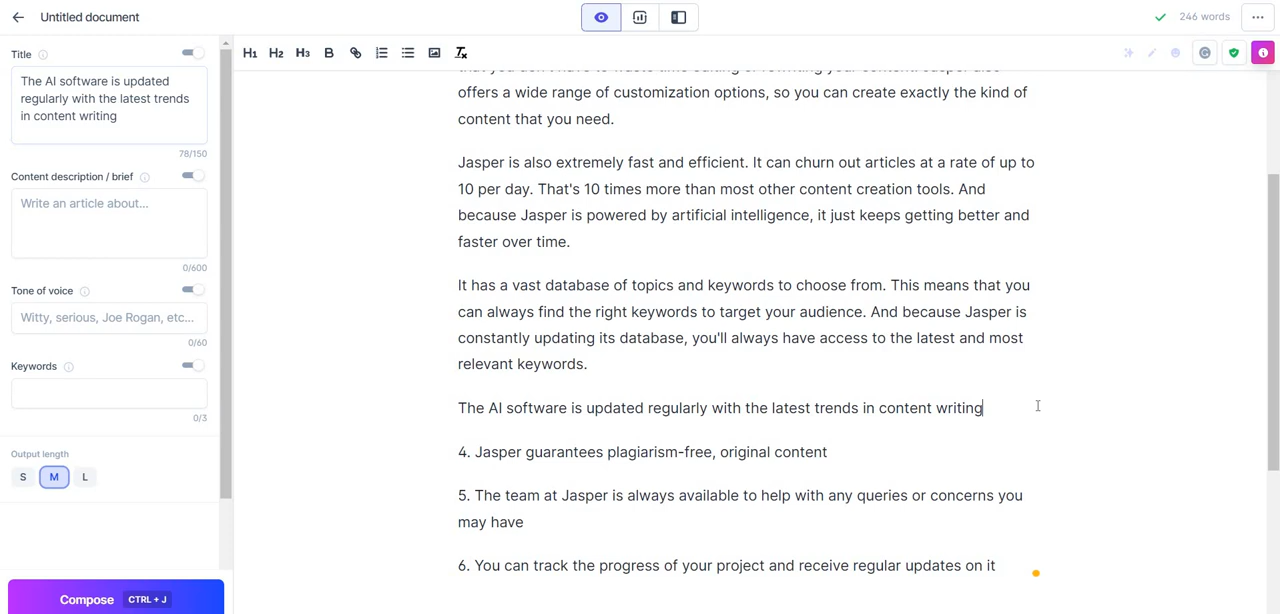 Untitled document
246 words
Title
The AI software is updated
regularly with the latest trends
in content writing
78/150
Content description / brief
Write an article about...
0/600
Tone of voice
Witty, serious, Joe Rogan, etc...
0/60
Keywords
0/3
Output length
S M L
Compose CTRL + J
H1 H2 H3 B
offers a wide range of customization options, so you can create exactly the kind of
content that you need.
Jasper is also extremely fast and efficient. It can churn out articles at a rate of up to
10 per day. That's 10 times more than most other content creation tools. And
because Jasper is powered by artificial intelligence, it just keeps getting better and
faster over time.
It has a vast database of topics and keywords to choose from. This means that you
can always find the right keywords to target your audience. And because Jasper is
constantly updating its database, you'll always have access to the latest and most
relevant keywords.
The AI software is updated regularly with the latest trends in content writing
4. Jasper guarantees plagiarism-free, original content
5. The team at Jasper is always available to help with any queries or concerns you
may have
6. You can track the progress of your project and receive regular updates on it